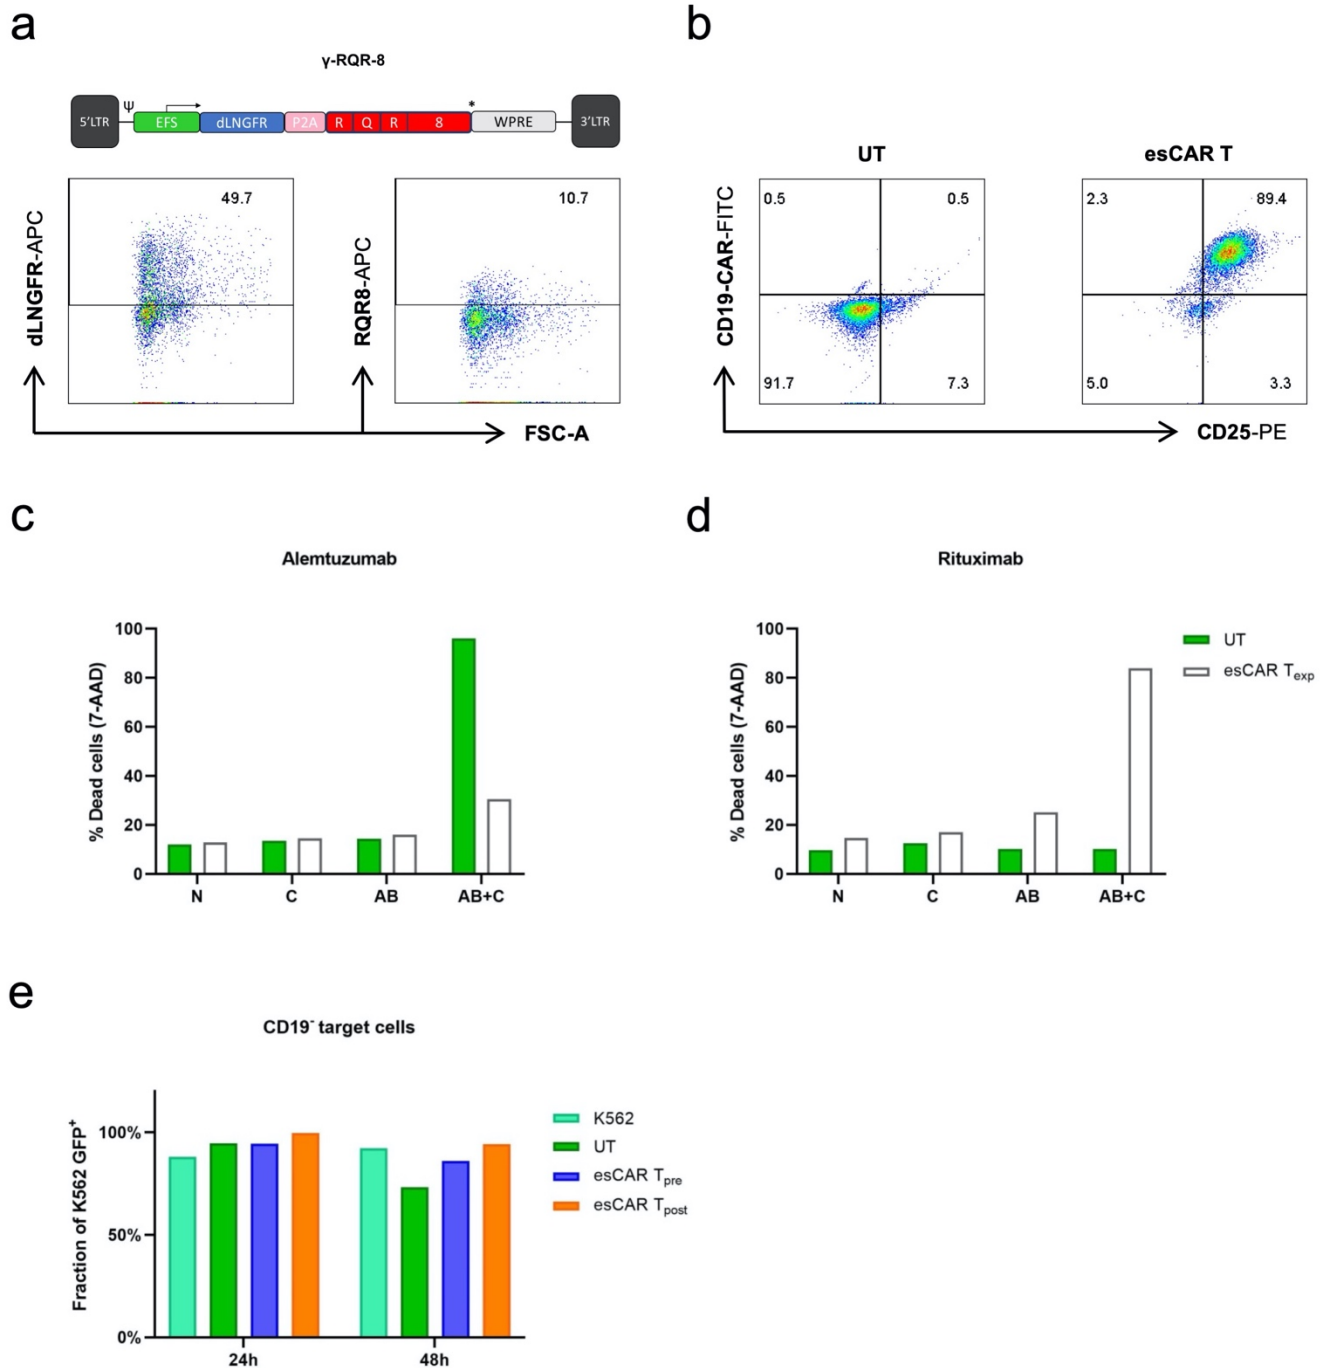 a
γ-RQR-8
5'LTR
Ψ
EFS
dLNGFR
P2A
R
Q
R
8
*
WPRE
3'LTR
dLNGFR-APC
49.7
RQR8-APC
10.7
FSC-A
b
UT
esCAR T
CD19-CAR-FITC
0.5
0.5
91.7
7.3
2.3
89.4
5.0
3.3
CD25-PE
c
Alemtuzumab
% Dead cells (7-AAD)
100
80
60
40
20
0
N
C
AB
AB+C
d
Rituximab
% Dead cells (7-AAD)
100
80
60
40
20
0
N
C
AB
AB+C
UT
esCAR Texp
e
CD19- target cells
Fraction of K562 GFP+
100%
50%
0%
24h
48h
K562
UT
esCAR Tpre
esCAR Tpost